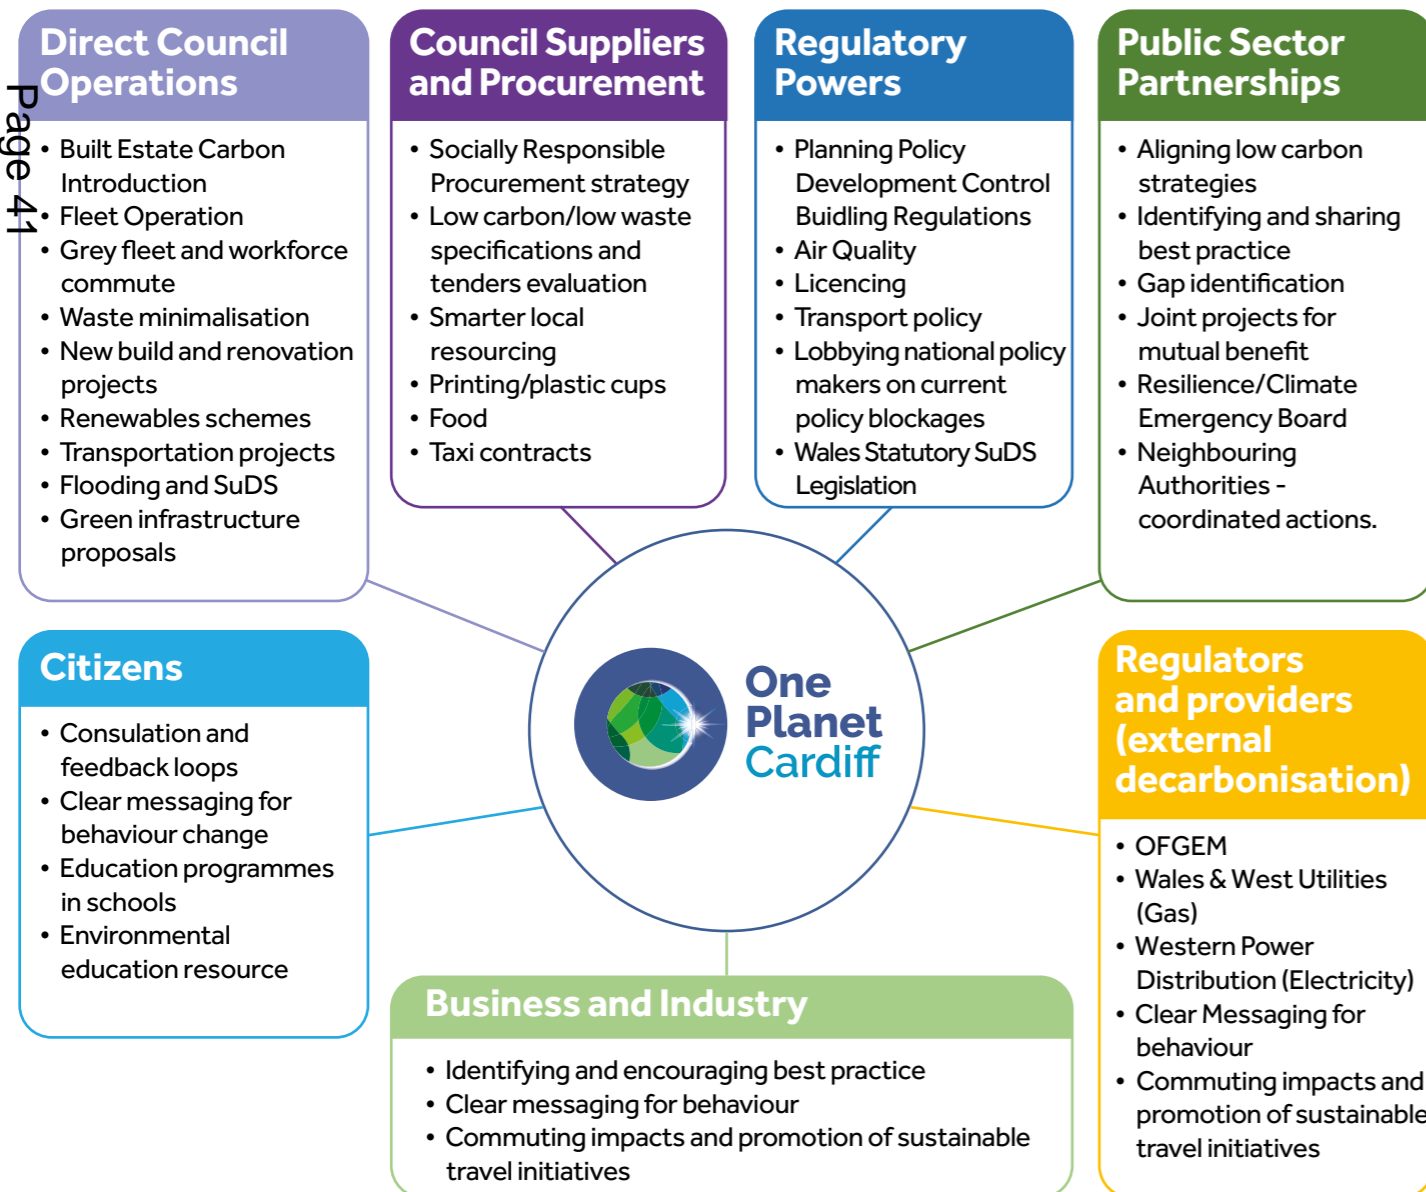 Page 41
Direct Council
Operations
• Built Estate Carbon
Introduction
• Fleet Operation
• Grey fleet and workforce
commute
• Waste minimalisation
• New build and renovation
projects
• Renewables schemes
• Transportation projects
• Flooding and SuDS
• Green infrastructure
proposals
Council Suppliers
and Procurement
• Socially Responsible
Procurement strategy
• Low carbon/low waste
specifications and
tenders evaluation
• Smarter local
resourcing
• Printing/plastic cups
• Food
• Taxi contracts
Regulatory
Powers
• Planning Policy
Development Control
Buidling Regulations
• Air Quality
• Licencing
• Transport policy
• Lobbying national policy
makers on current
policy blockages
• Wales Statutory SuDS
Legislation
Public Sector
Partnerships
• Aligning low carbon
strategies
• Identifying and sharing
best practice
• Gap identification
• Joint projects for
mutual benefit
• Resilience/Climate
Emergency Board
• Neighbouring
Authorities -
coordinated actions.
Citizens
• Consulation and
feedback loops
• Clear messaging for
behaviour change
• Education programmes
in schools
• Environmental
education resource
One
Planet
Cardiff
Regulators
and providers
(external
decarbonisation)
• OFGEM
• Wales & West Utilities
(Gas)
• Western Power
Distribution (Electricity)
• Clear Messaging for
behaviour
• Commuting impacts and
promotion of sustainable
travel initiatives
Business and Industry
• Identifying and encouraging best practice
• Clear messaging for behaviour
• Commuting impacts and promotion of sustainable
travel initiatives